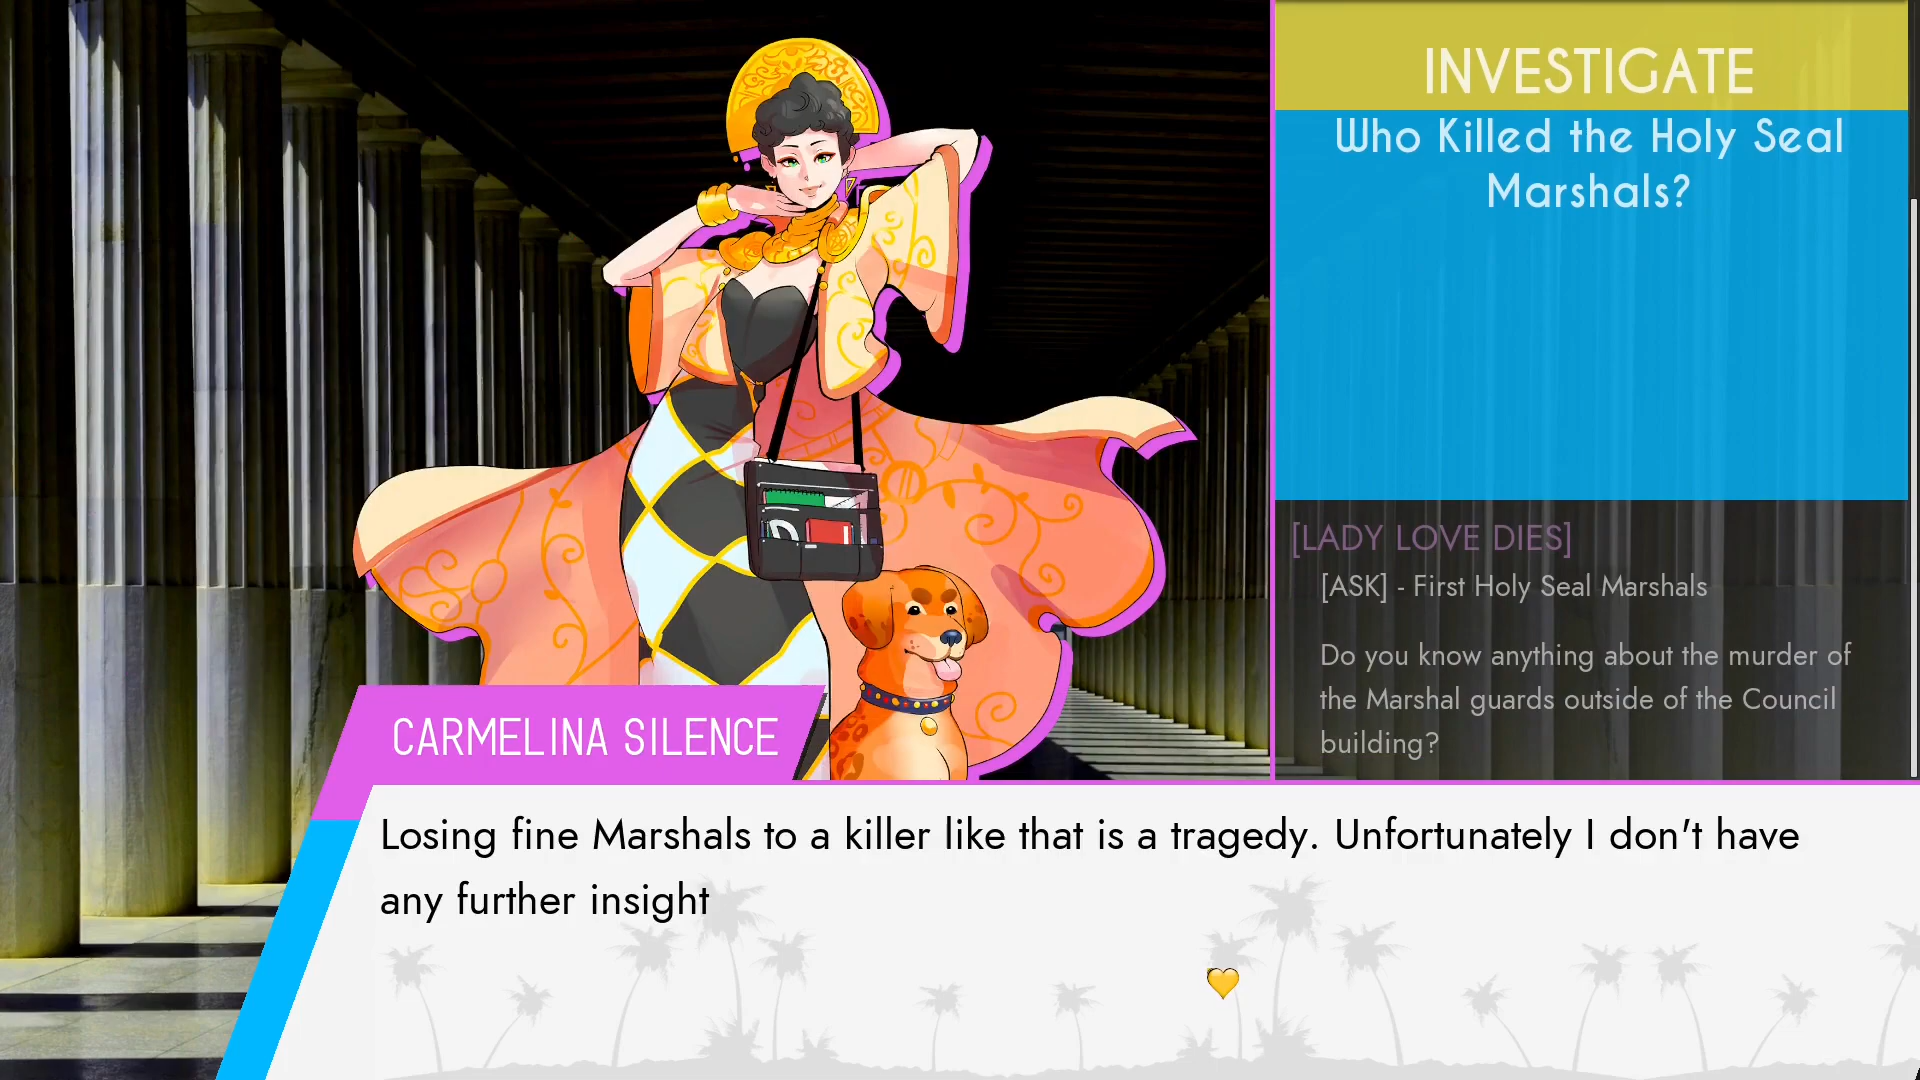 INVESTIGATE
Who Killed the Holy Seal
Marshals?
[LADY LOVE DIES]
[ASK] - First Holy Seal Marshals
Do you know anything about the murder of
the Marshal guards outside of the Council
building?
CARMELINA SILENCE
Losing fine Marshals to a killer like that is a tragedy. Unfortunately I don't have
any further insight